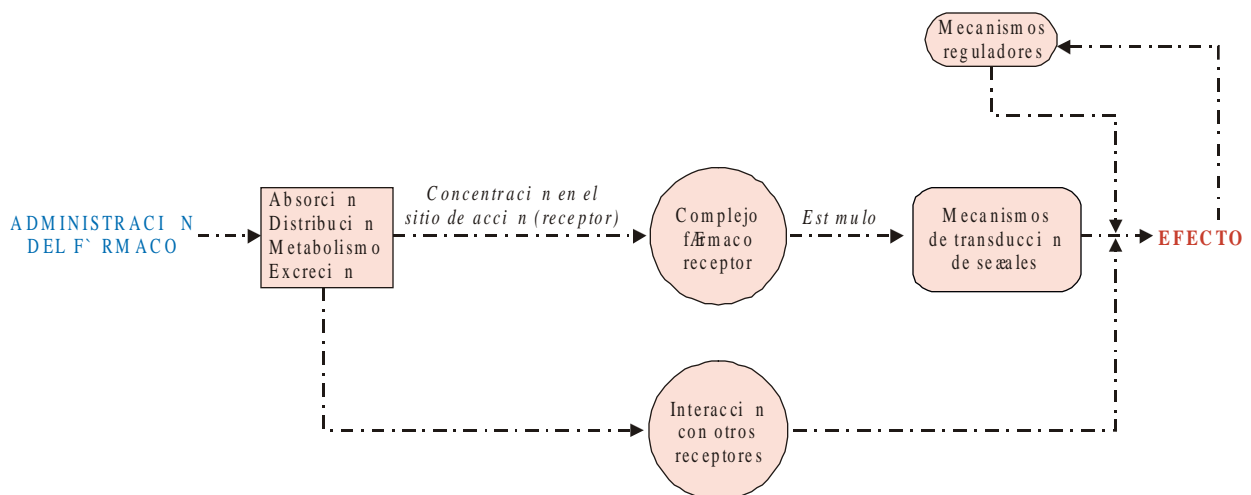 Mecanismos
reguladores
ADMINISTRACI N
DEL F` RMACO
Absorci n
Distribuci n
Metabolismo
Excreci n
Concentraci n en el
sitio de acci n (receptor)
Complejo
fÆrmaco
receptor
Est mulo
Mecanismos
de transducci n
de seæales
EFECTO
Interacci n
con otros
receptores